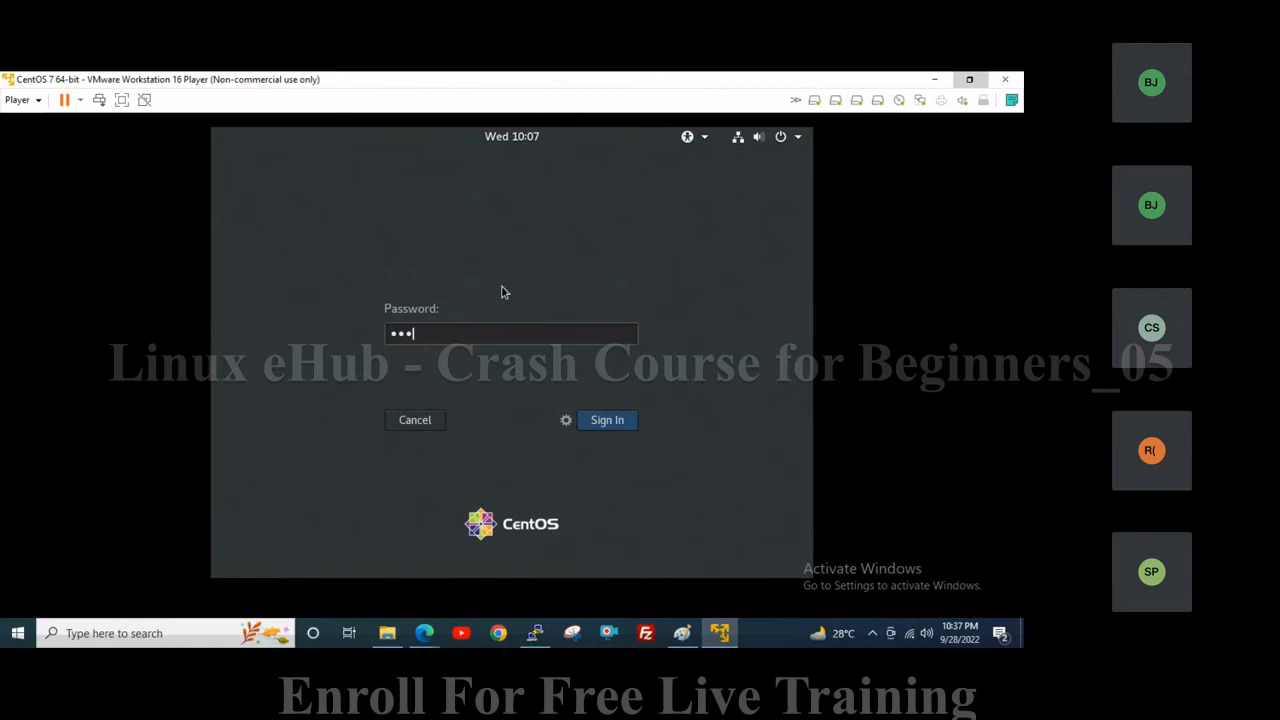 CentOS 7 64-bit - VMware Workstation 16 Player (Non-commercial use only)
Player
Wed 10:07
Password:
Linux eHub - Crash Course for Beginners_05
Cancel
Sign In
CentOS
Activate Windows
Go to Settings to activate Windows.
Type here to search
Fz
28°C
10:37 PM
9/28/2022
2
BJ
BJ
CS
R(
SP
Enroll For Free Live Training